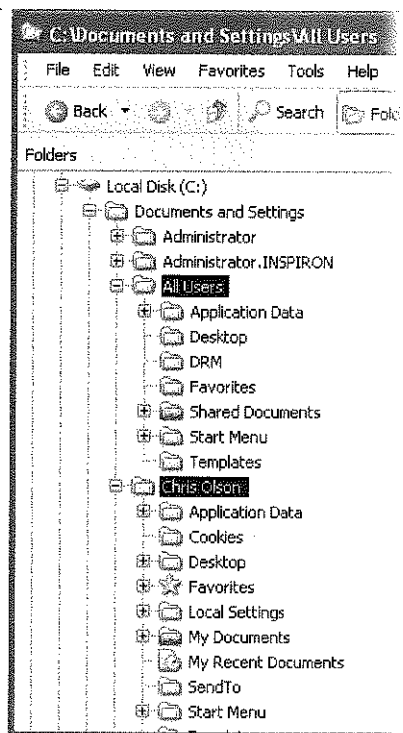 C:\Documents and Settings\All Users
File Edit View Favorites Tools Help
Back Search
Folders
Local Disk (C:)
Documents and Settings
Administrator
Administrator.INSPIRON
All Users
Application Data
Desktop
DRM
Favorites
Shared Documents
Start Menu
Templates
Chris Olson
Application Data
Cookies
Desktop
Favorites
Local Settings
My Documents
My Recent Documents
SendTo
Start Menu